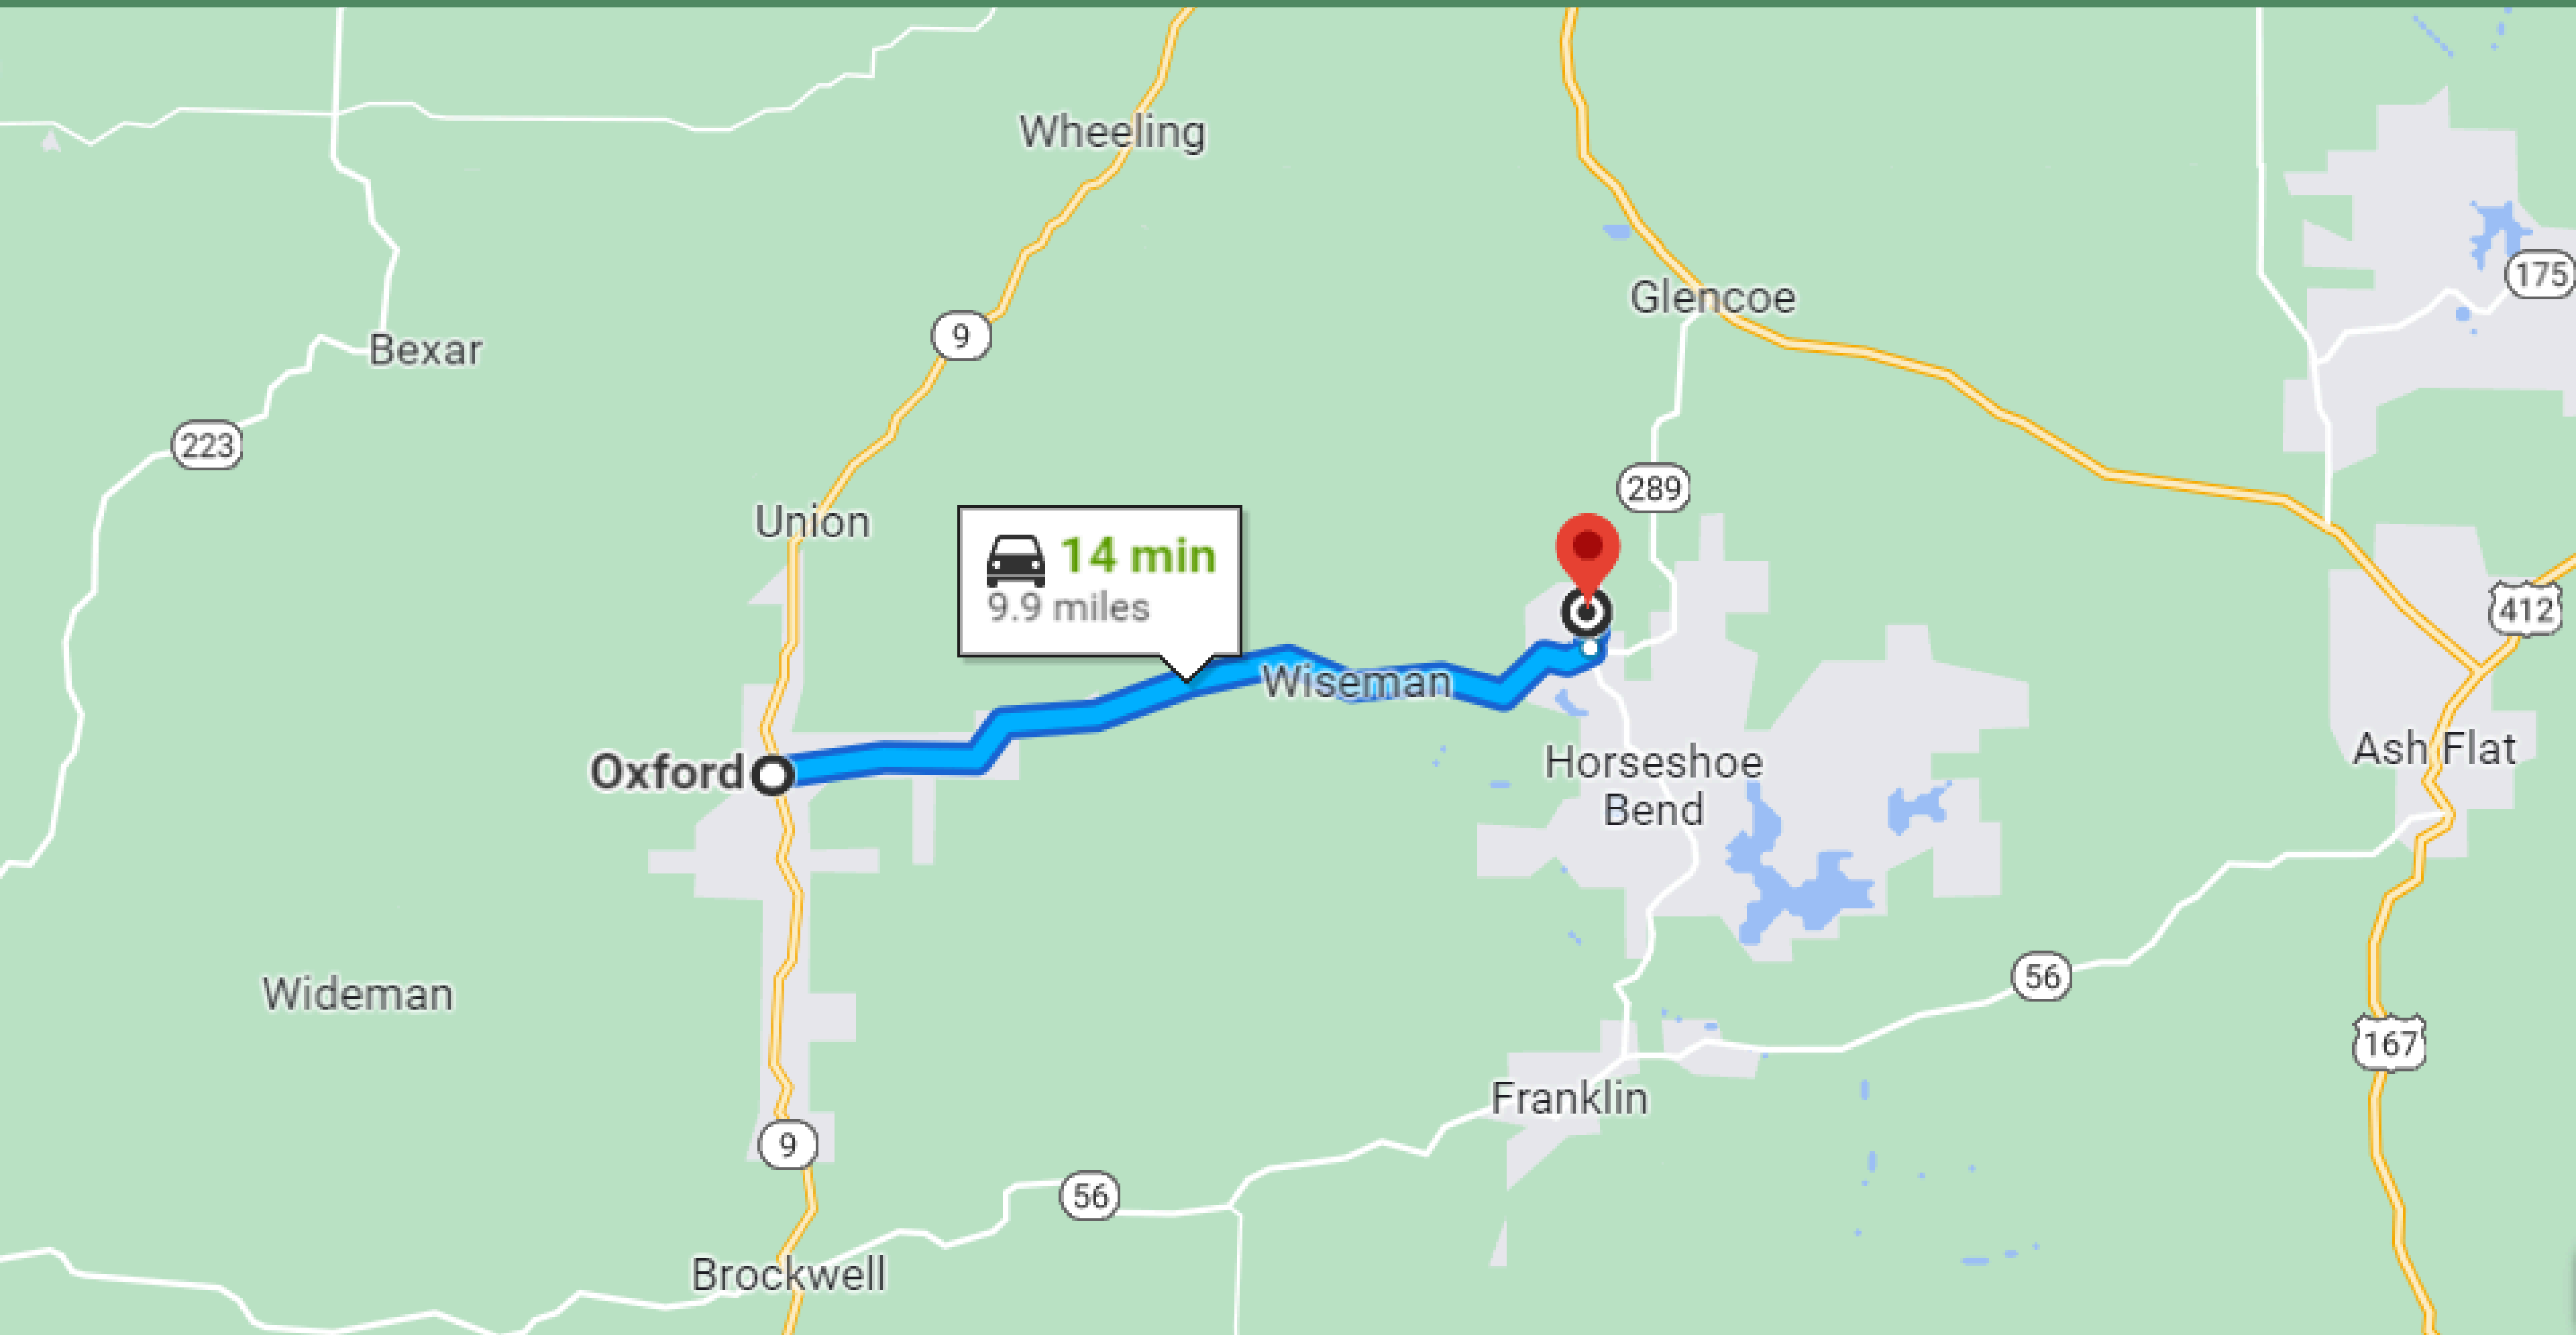 Wheeling
175
Glencoe
9
Bexar
223
289
Union
14 min
9.9 miles
412
Wiseman
Oxford
Horseshoe
Bend
Ash Flat
56
Wideman
167
Franklin
9
56
Brockwell